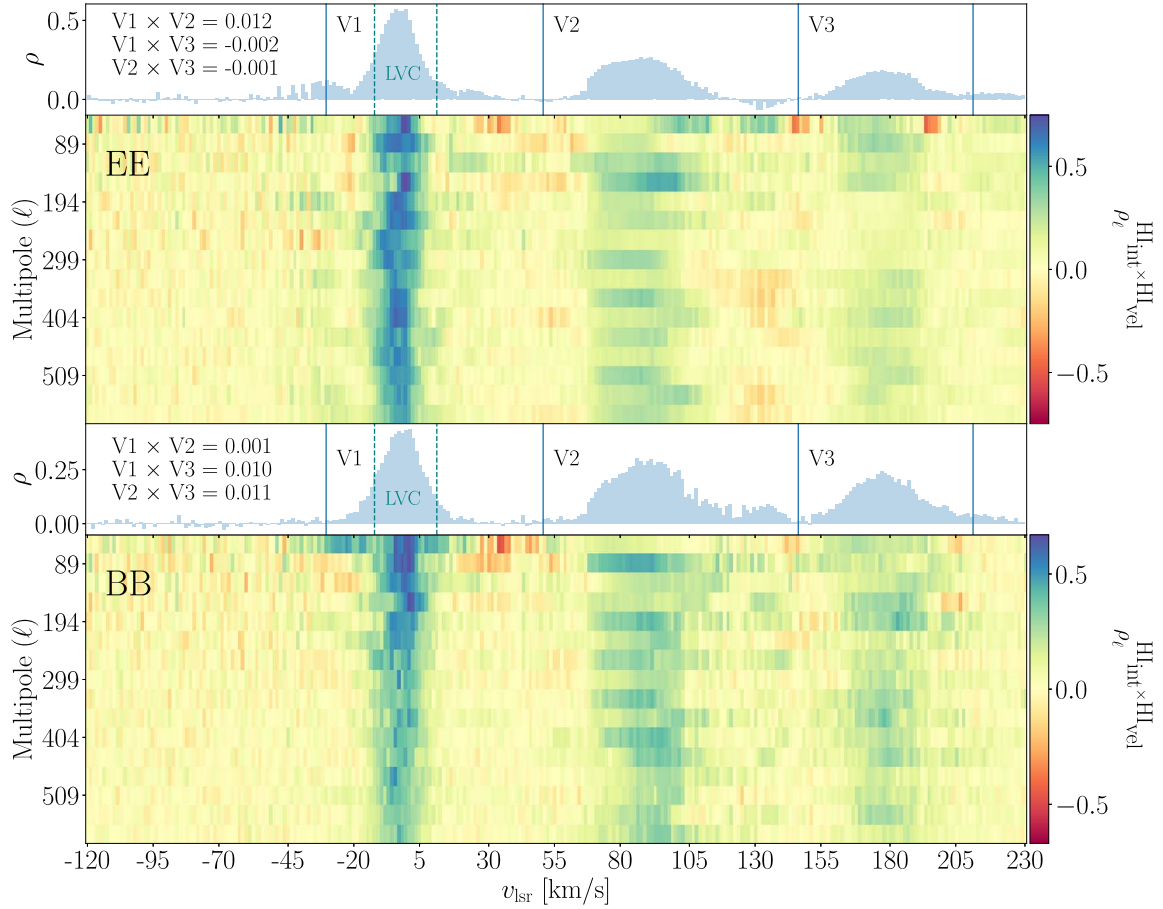 V1 × V2 = 0.012
V1 × V3 = -0.002
V2 × V3 = -0.001
V1
V2
V3
LVC
0.5
0.0
ρ
EE
89
194
299
404
509
Multipole (ℓ)
0.5
0.0
−0.5
ρ_ℓ^{HI_int×HI_vel}
V1 × V2 = 0.001
V1 × V3 = 0.010
V2 × V3 = 0.011
V1
V2
V3
LVC
0.25
0.00
ρ
BB
89
194
299
404
509
Multipole (ℓ)
0.5
0.0
−0.5
ρ_ℓ^{HI_int×HI_vel}
-120 -95 -70 -45 -20 5 30 55 80 105 130 155 180 205 230
v_lsr [km/s]